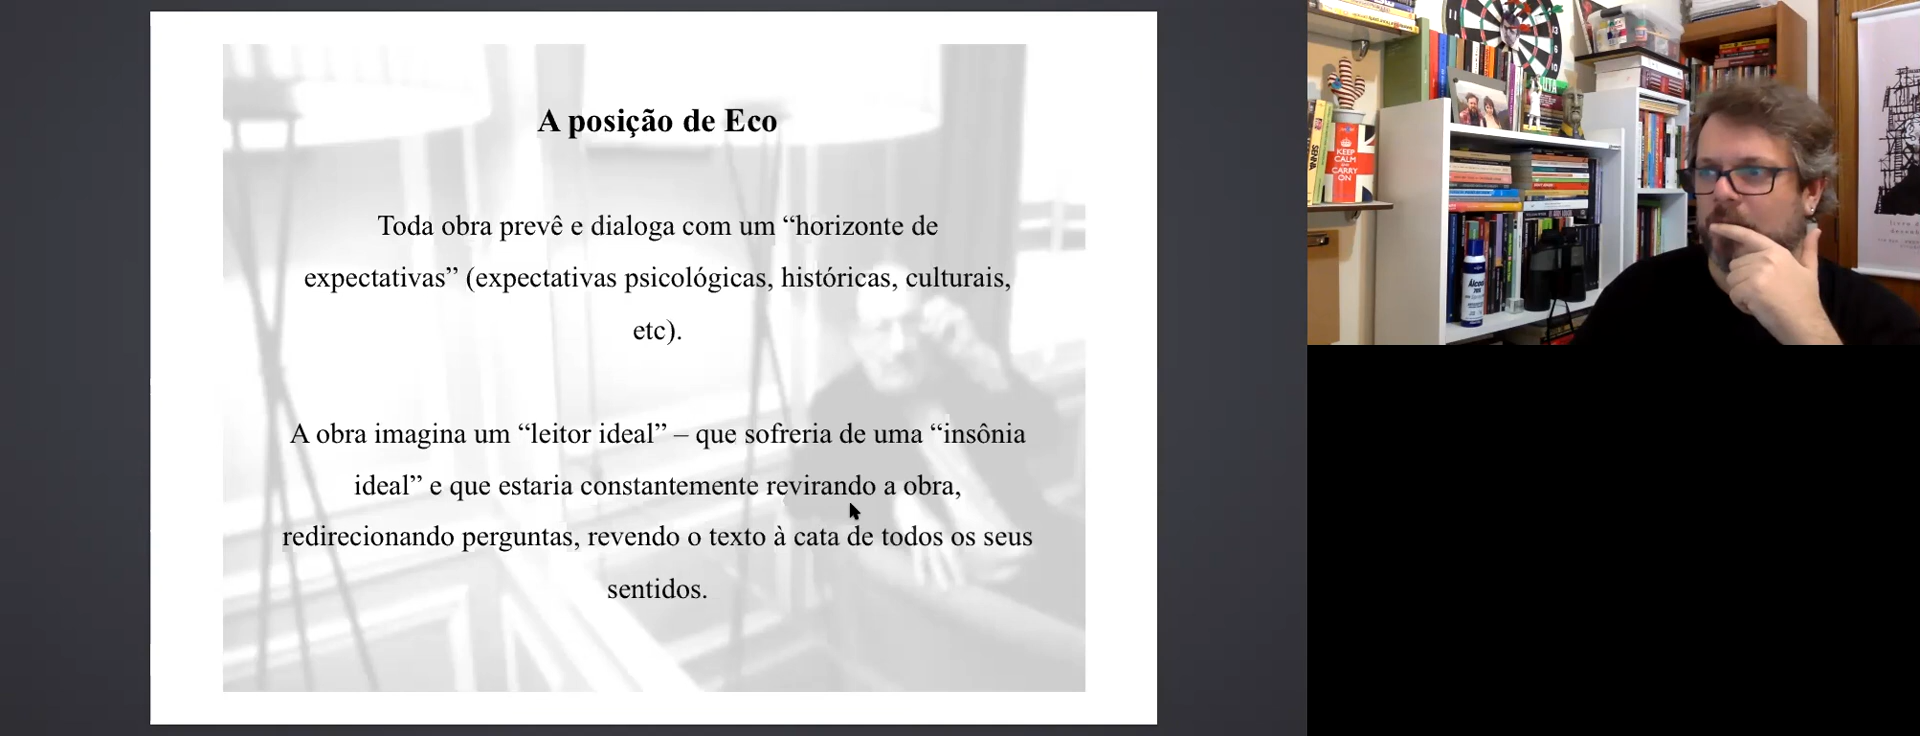 A posição de Eco
Toda obra prevê e dialoga com um “horizonte de
expectativas” (expectativas psicológicas, históricas, culturais,
etc).
A obra imagina um “leitor ideal” – que sofreria de uma “insônia
ideal” e que estaria constantemente revirando a obra,
redirecionando perguntas, revendo o texto à cata de todos os seus
sentidos.
SENNA
KEEP
CALM
AND
CARRY
ON
Álcool